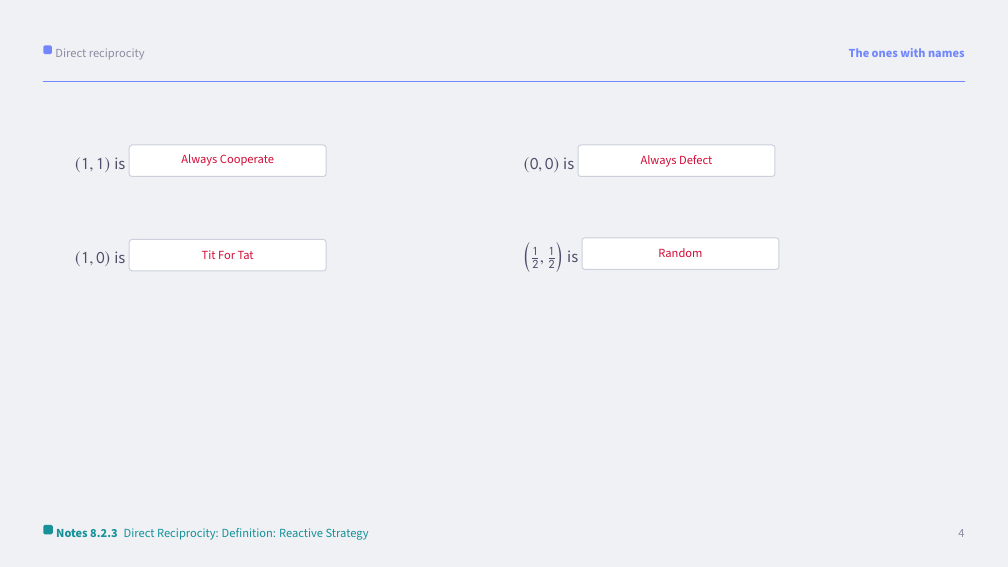 Direct reciprocity
The ones with names
(1, 1) is Always Cooperate
(0, 0) is Always Defect
(1, 0) is Tit For Tat
(1/2, 1/2) is Random
Notes 8.2.3 Direct Reciprocity: Definition: Reactive Strategy
4